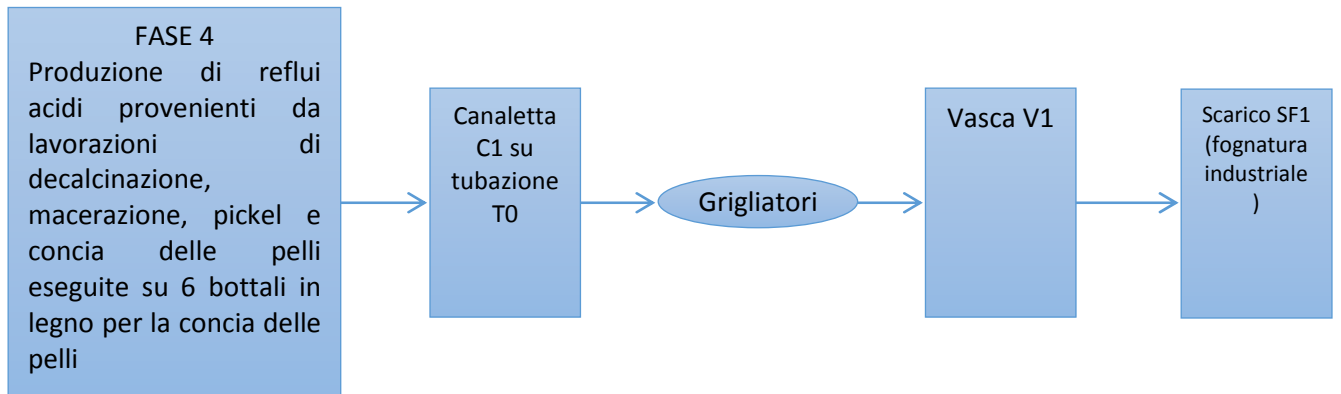 FASE 4
Produzione di reflui
acidi provenienti da
lavorazioni di
decalcinazione,
macerazione, pickel e
concia delle pelli
eseguite su 6 bottali in
legno per la concia delle
pelli
Canaletta
C1 su
tubazione
T0
Grigliatori
Vasca V1
Scarico SF1
(fognatura
industriale
)